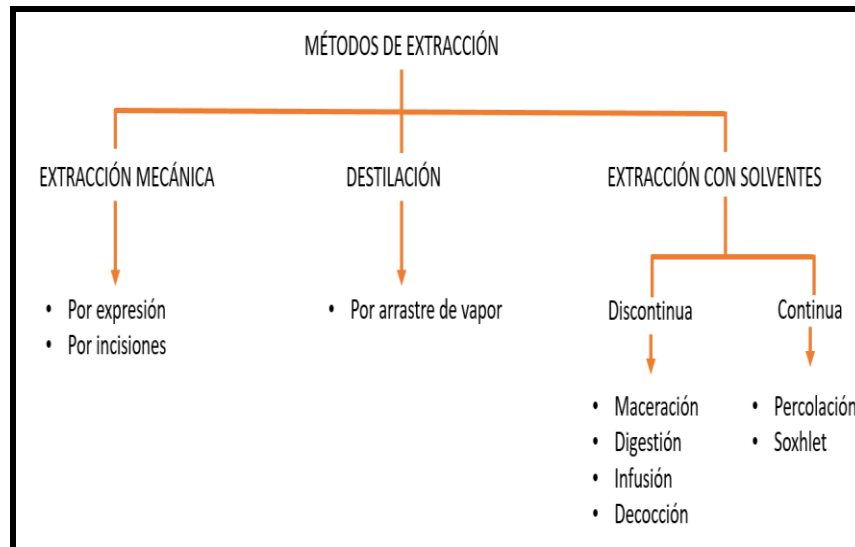 MÉTODOS DE EXTRACCIÓN
EXTRACCIÓN MECÁNICA
• Por expresión
• Por incisiones
DESTILACIÓN
• Por arrastre de vapor
EXTRACCIÓN CON SOLVENTES
Discontinua
• Maceración
• Digestión
• Infusión
• Decocción
Continua
• Percolación
• Soxhlet